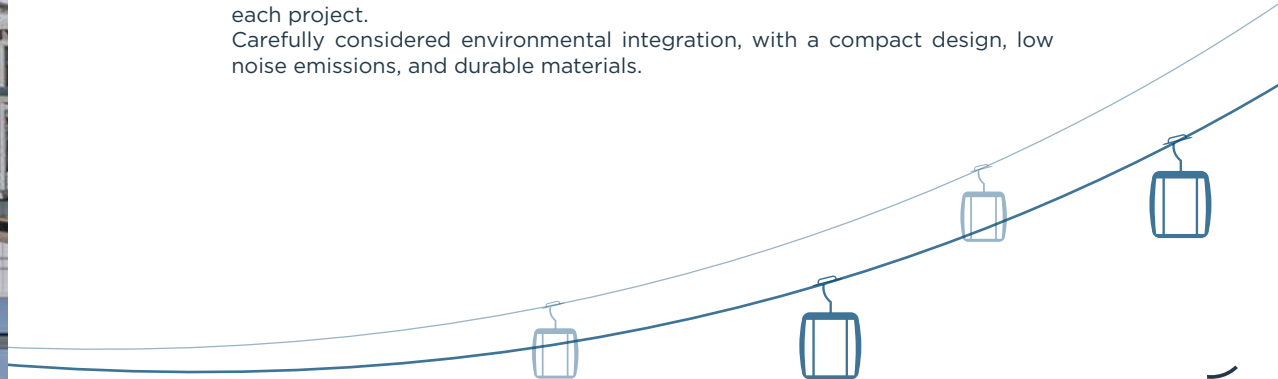 each project.
Carefully considered environmental integration, with a compact design, low
noise emissions, and durable materials.